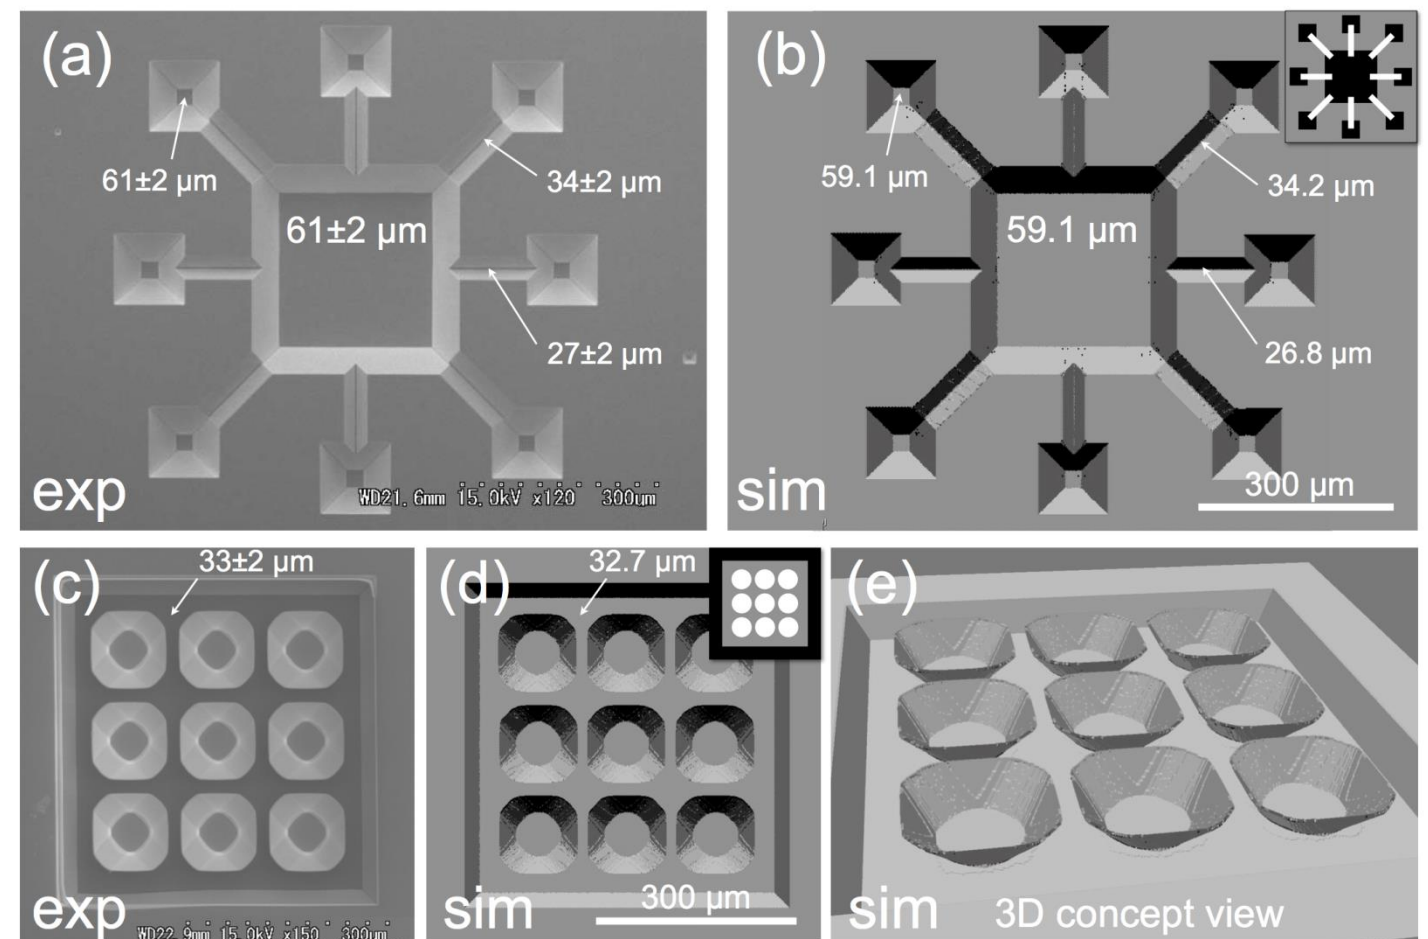 (a)
61±2 μm
34±2 μm
61±2 μm
27±2 μm
exp
WD21.6mm 15.0kV x120 300um
(b)
59.1 μm
34.2 μm
59.1 μm
26.8 μm
sim
300 μm
(c)
33±2 μm
exp
WD22.9mm 15.0kV x150 300um
(d)
32.7 μm
sim
300 μm
(e)
sim
3D concept view